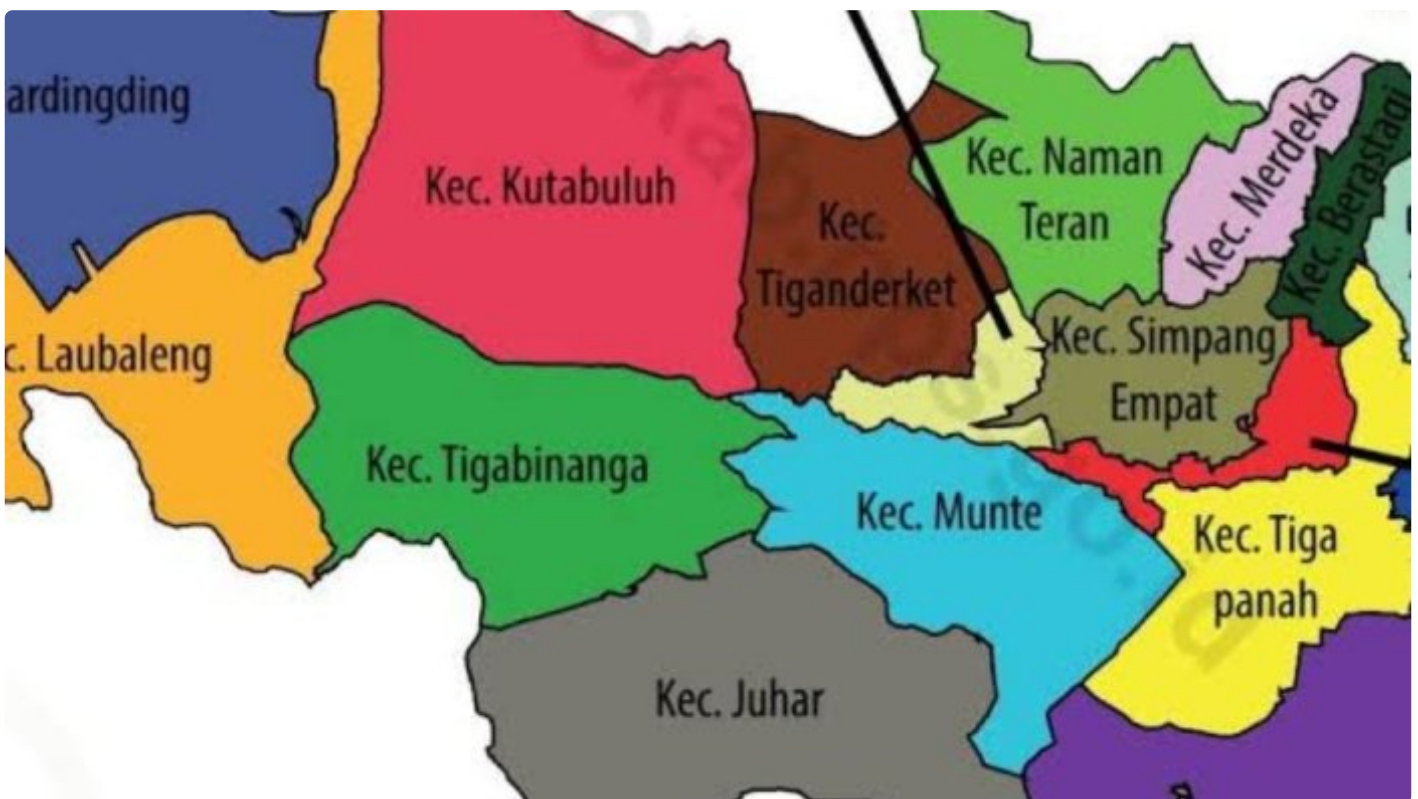 ardingding
Kec. Kutabuluh
Kec. Naman
Teran
Kec. Merdeka
Kec. Berastagi
Kec.
Tiganderket
c. Laubaleng
Kec. Simpang
Empat
Kec. Tigabinanga
Kec. Munte
Kec. Tiga
panah
Kec. Juhar